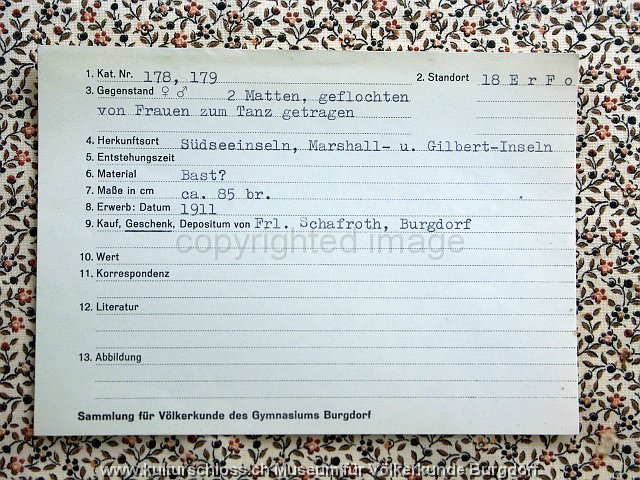 1. Kat. Nr. 178, 179 2. Standort 18 E r F o
3. Gegenstand ♀ ♂ 2 Matten, geflochten
von Frauen zum Tanz getragen
4. Herkunftsort Südseeinseln, Marshall- u. Gilbert-Inseln
5. Entstehungszeit
6. Material Bast?
7. Maße in cm ca. 85 br.
8. Erwerb: Datum 1911
9. Kauf, Geschenk, Depositum von Frl. Schafroth, Burgdorf
copyrighted image
10. Wert
11. Korrespondenz
12. Literatur
13. Abbildung
Sammlung für Völkerkunde des Gymnasiums Burgdorf
www.kulturschloss.ch Museum für Völkerkunde Burgdorf